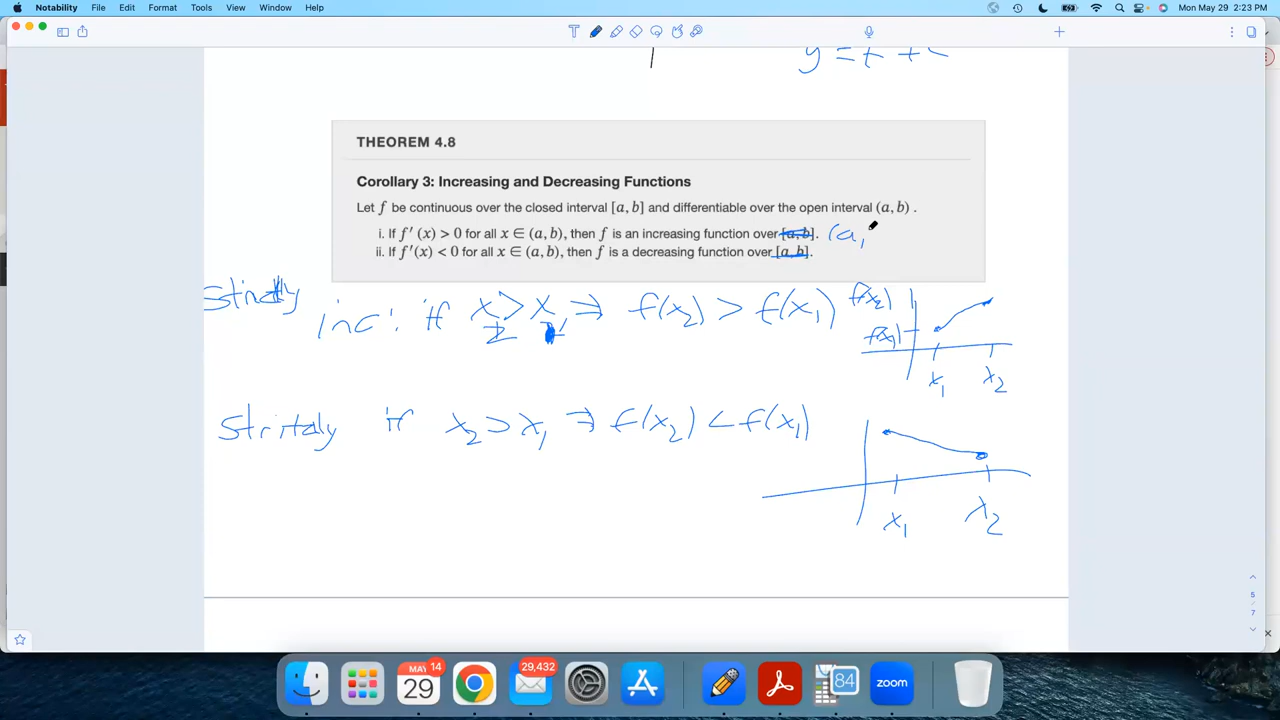 Notability File Edit Format Tools View Window Help Mon May 29 2:23 PM
THEOREM 4.8
Corollary 3: Increasing and Decreasing Functions
Let f be continuous over the closed interval [a, b] and differentiable over the open interval (a, b) .
i. If f′(x) > 0 for all x ∈ (a, b), then f is an increasing function over [a, b]. (a,
ii. If f′(x) < 0 for all x ∈ (a, b), then f is a decreasing function over [a, b].
inc: if x₂ > x₁ ⇒ f(x₂) > f(x₁)
f(x₂)
f(x₁)
x₁ x₂
if x₂ > x₁ ⇒ f(x₂) < f(x₁)
x₁ x₂
5
7
MAY 14
29
29,432
84
zoom